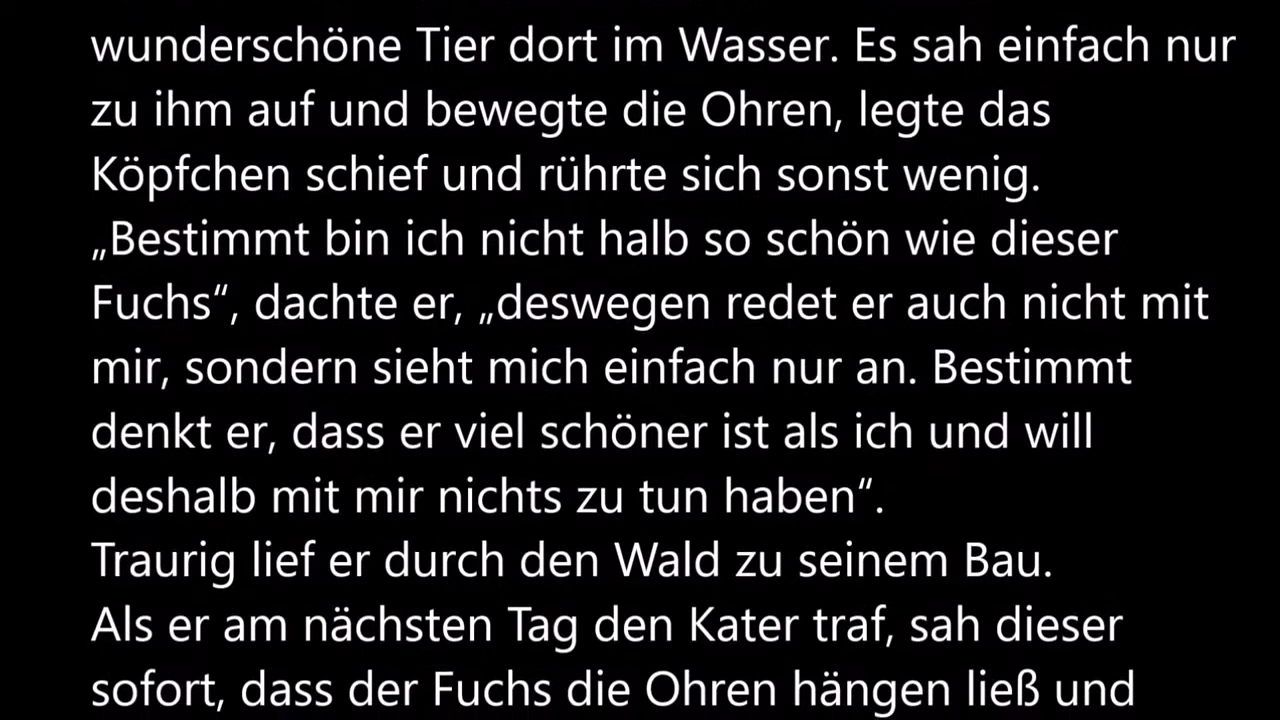 wunderschöne Tier dort im Wasser. Es sah einfach nur
zu ihm auf und bewegte die Ohren, legte das
Köpfchen schief und rührte sich sonst wenig.
„Bestimmt bin ich nicht halb so schön wie dieser
Fuchs“, dachte er, „deswegen redet er auch nicht mit
mir, sondern sieht mich einfach nur an. Bestimmt
denkt er, dass er viel schöner ist als ich und will
deshalb mit mir nichts zu tun haben“.
Traurig lief er durch den Wald zu seinem Bau.
Als er am nächsten Tag den Kater traf, sah dieser
sofort, dass der Fuchs die Ohren hängen ließ und